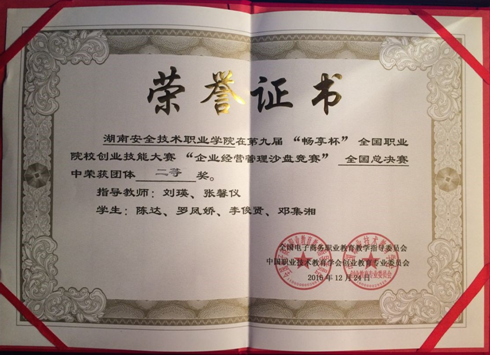 荣誉证书
湖南安全技术职业学院在第九届“畅享杯”全国职业
院校创业技能大赛“企业经营管理沙盘竞赛”全国总决赛
中荣获团体 二等 奖。
指导教师：刘瑛、张馨仪
学生：陈达、罗凤娇、李俊贤、邓集湘
全国电子商务职业教育教学指导委员会
中国职业技术教育学会创业教育专业委员会
2016年12月24日